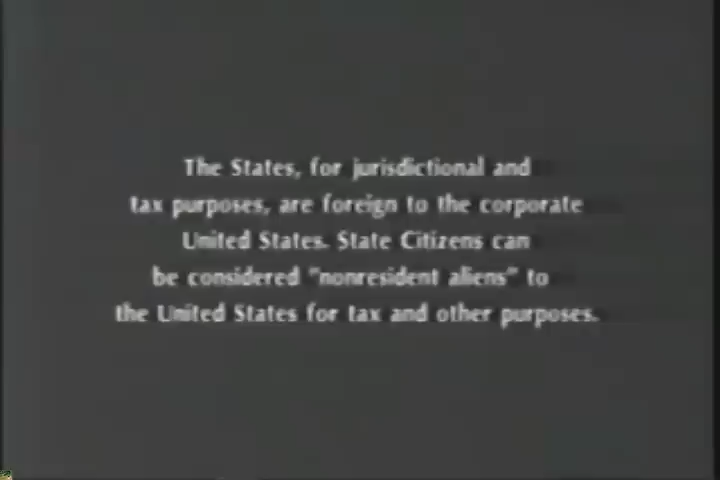 The States, for jurisdictional and
tax purposes, are foreign to the corporate
United States. State Citizens can
be considered "nonresident aliens" to
the United States for tax and other purposes.